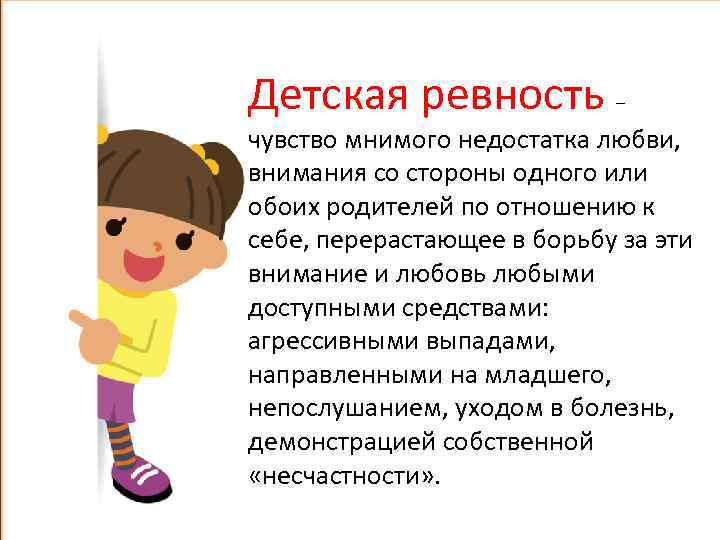 Детская ревность –
чувство мнимого недостатка любви,
внимания со стороны одного или
обоих родителей по отношению к
себе, перерастающее в борьбу за эти
внимание и любовь любыми
доступными средствами:
агрессивными выпадами,
направленными на младшего,
непослушанием, уходом в болезнь,
демонстрацией собственной
«несчастности».